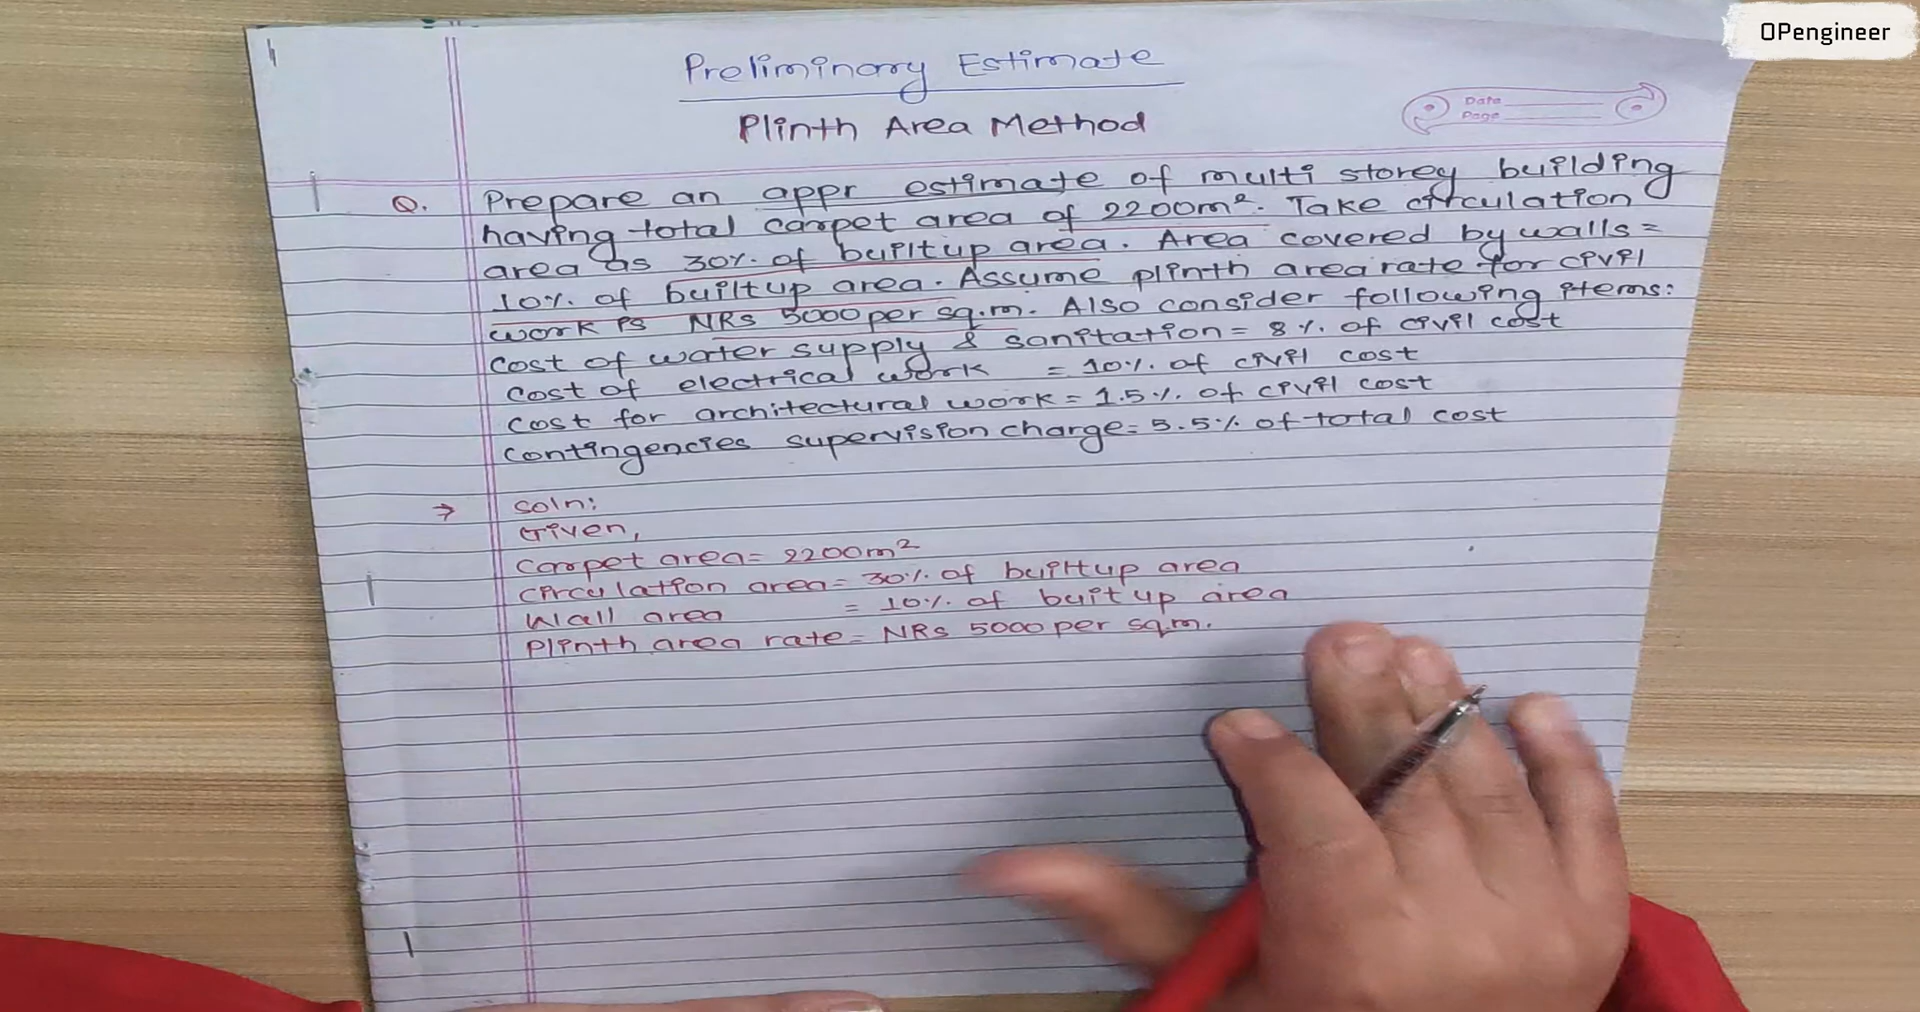 OPengineer
Preliminary Estimate
Plinth Area Method
Data
Page
Q. Prepare an appr estimate of multi storey building
having total carpet area of 2200m². Take circulation
area as 30% of builtup area. Area covered by walls =
10% of builtup area. Assume plinth area rate for civil
work is NRs 5000 per sq.m. Also consider following items:
cost of water supply & sanitation = 8% of civil cost
cost of electrical work = 10% of civil cost
cost for architectural work = 1.5% of civil cost
contingencies supervision charge = 5.5% of total cost
→ soln:
Given,
carpet area = 2200m²
circulation area = 30% of builtup area
Wall area = 10% of buitup area
Plinth area rate = NRs 5000 per sq.m.